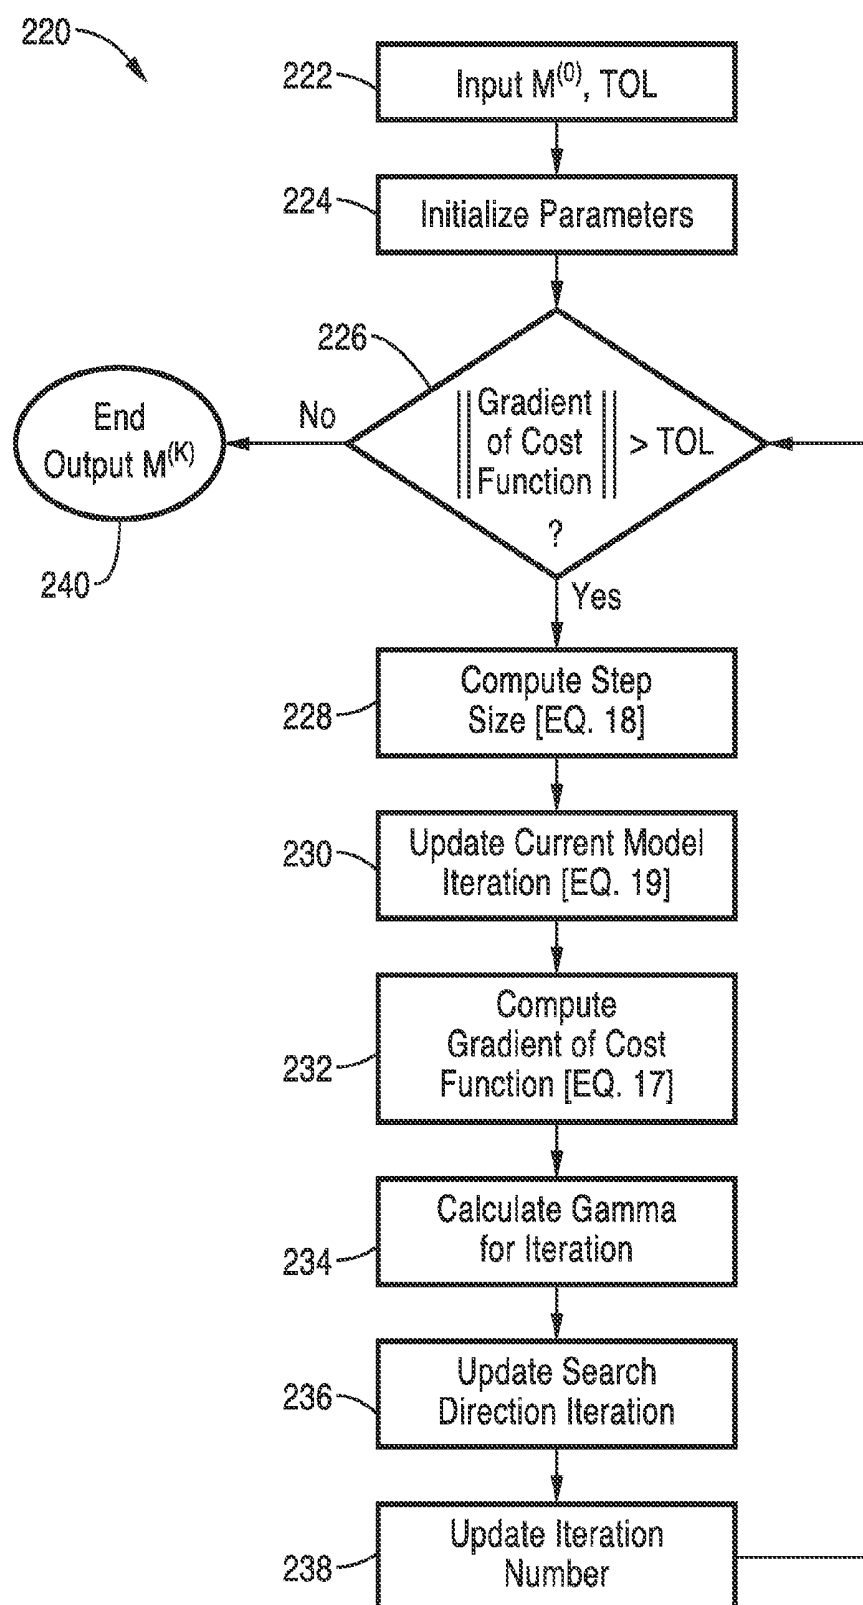 220
222
Input M^(0), TOL
224
Initialize Parameters
226
Gradient
of Cost
Function
> TOL
?
No
End
Output M^(K)
240
Yes
228
Compute Step
Size [EQ. 18]
230
Update Current Model
Iteration [EQ. 19]
232
Compute
Gradient of Cost
Function [EQ. 17]
234
Calculate Gamma
for Iteration
236
Update Search
Direction Iteration
238
Update Iteration
Number